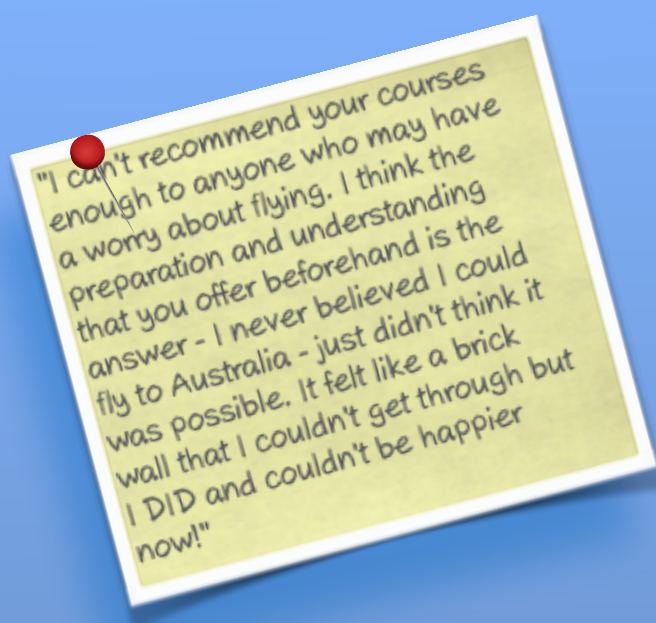 "I can't recommend your courses
enough to anyone who may have
a worry about flying. I think the
preparation and understanding
that you offer beforehand is the
answer - I never believed I could
fly to Australia - just didn't think it
was possible. It felt like a brick
wall that I couldn't get through but
I DID and couldn't be happier
now!"